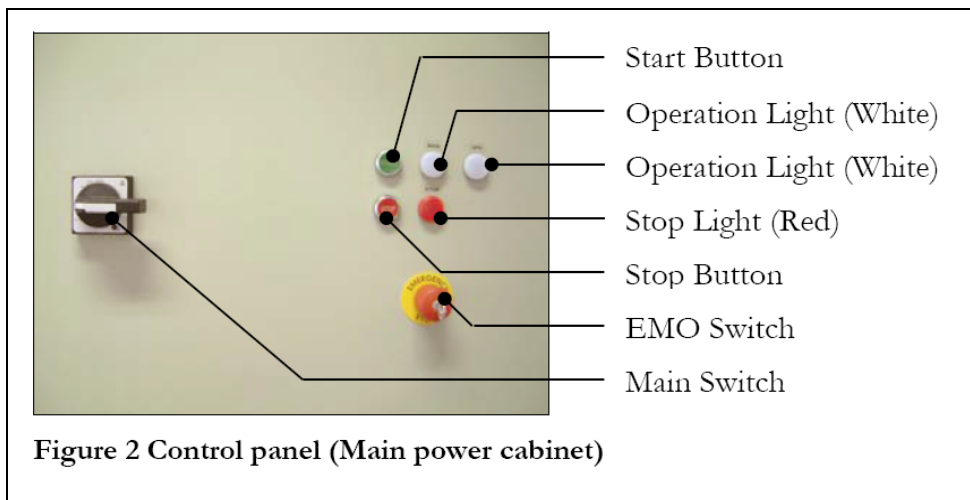 Start Button
Operation Light (White)
Operation Light (White)
Stop Light (Red)
Stop Button
EMO Switch
Main Switch
EMERGENCY
Figure 2 Control panel (Main power cabinet)